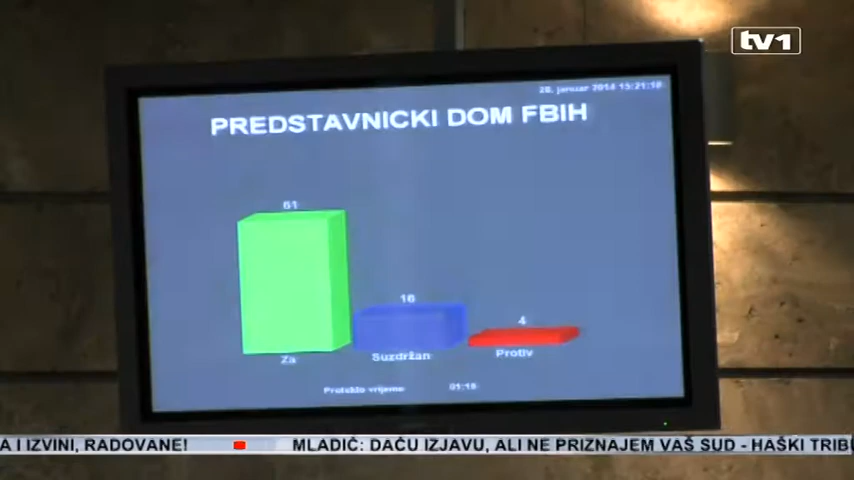 tv1
28. januar 2014 15:21:18
PREDSTAVNICKI DOM FBIH
61
16
4
Za
Suzdržan
Protiv
Proteklo vrijeme 01:18
A I IZVINI, RADOVANE! MLADIĆ: DAĆU IZJAVU, ALI NE PRIZNAJEM VAŠ SUD - HAŠKI TRIB